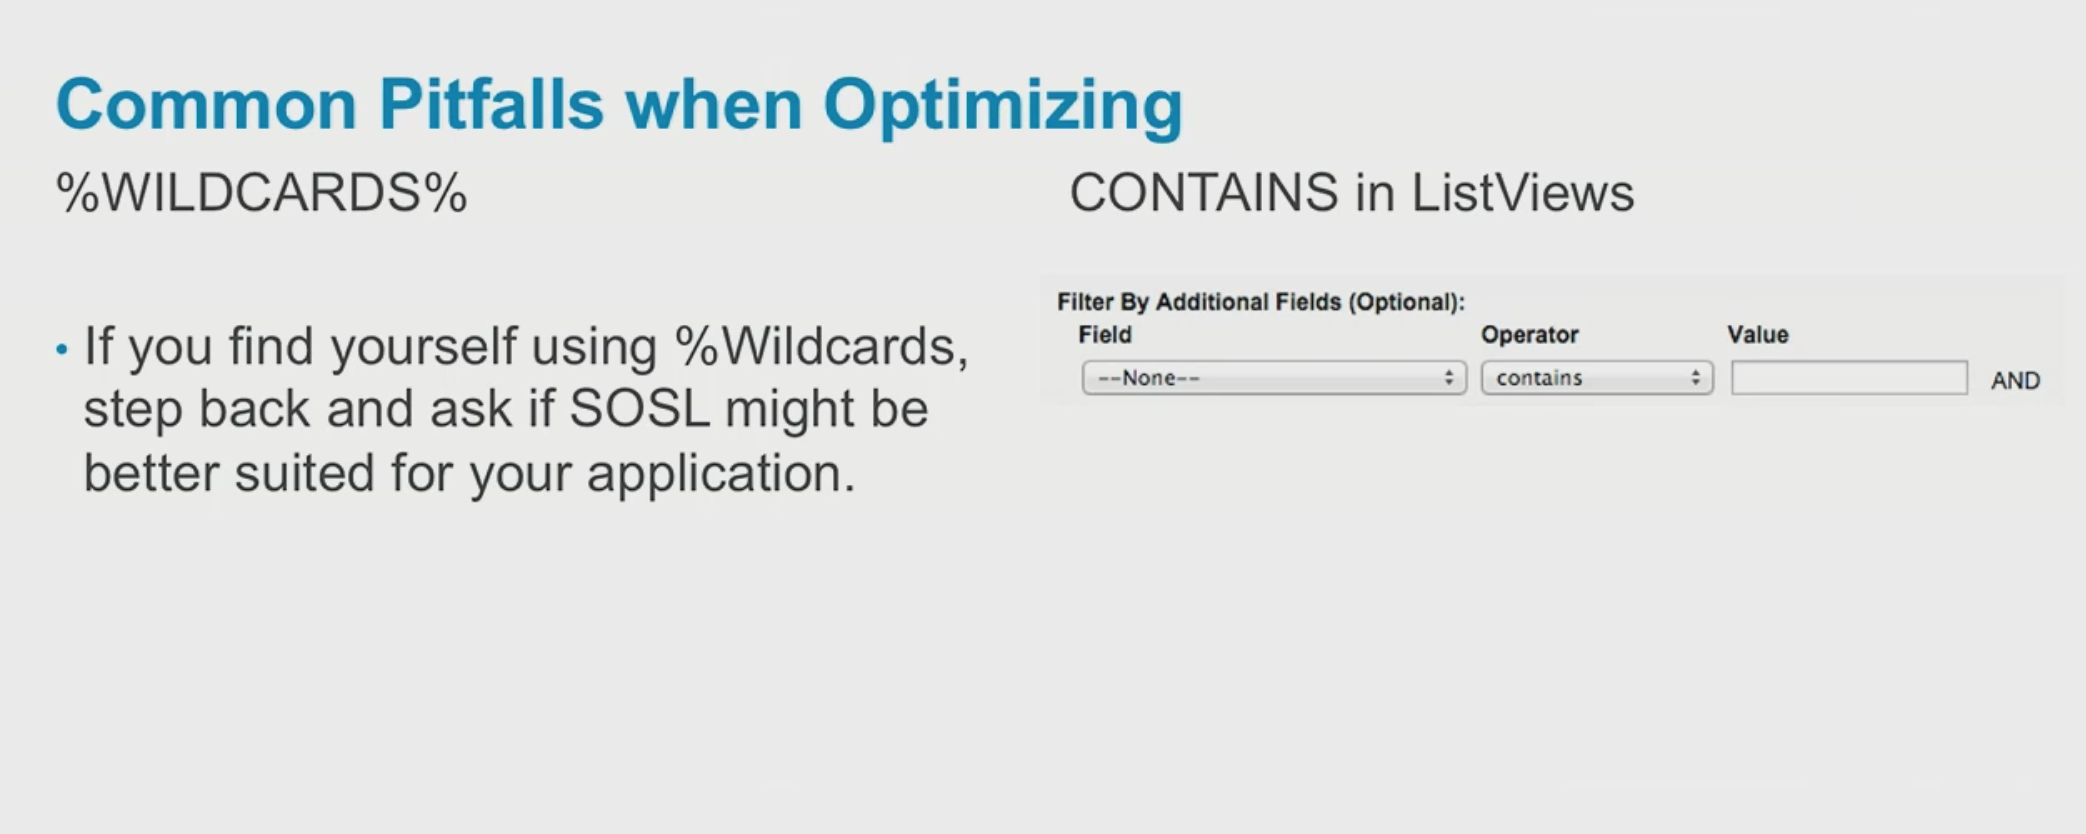 Common Pitfalls when Optimizing
%WILDCARDS%
• If you find yourself using %Wildcards,
step back and ask if SOSL might be
better suited for your application.
CONTAINS in ListViews
Filter By Additional Fields (Optional):
Field Operator Value
--None-- contains AND